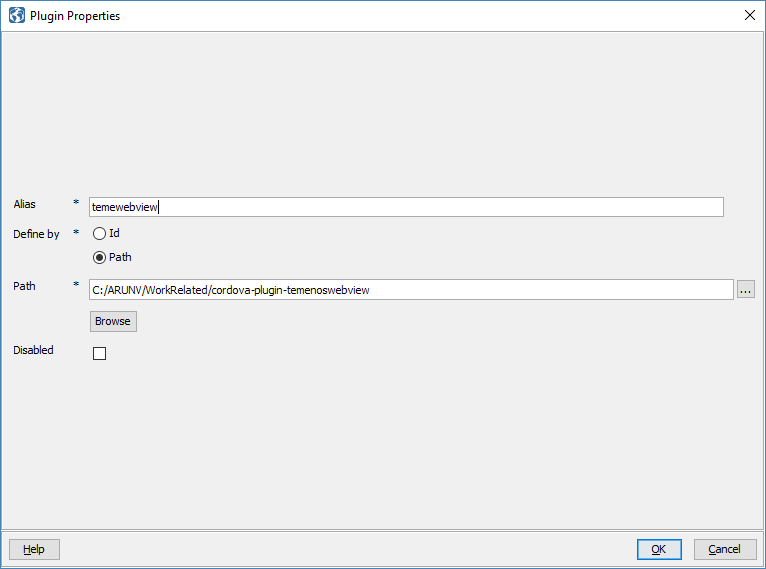 Plugin Properties
Alias * temewebview
Define by * Id
Path
Path * C:/ARUNV/WorkRelated/cordova-plugin-temenoswebview ...
Browse
Disabled
Help OK Cancel